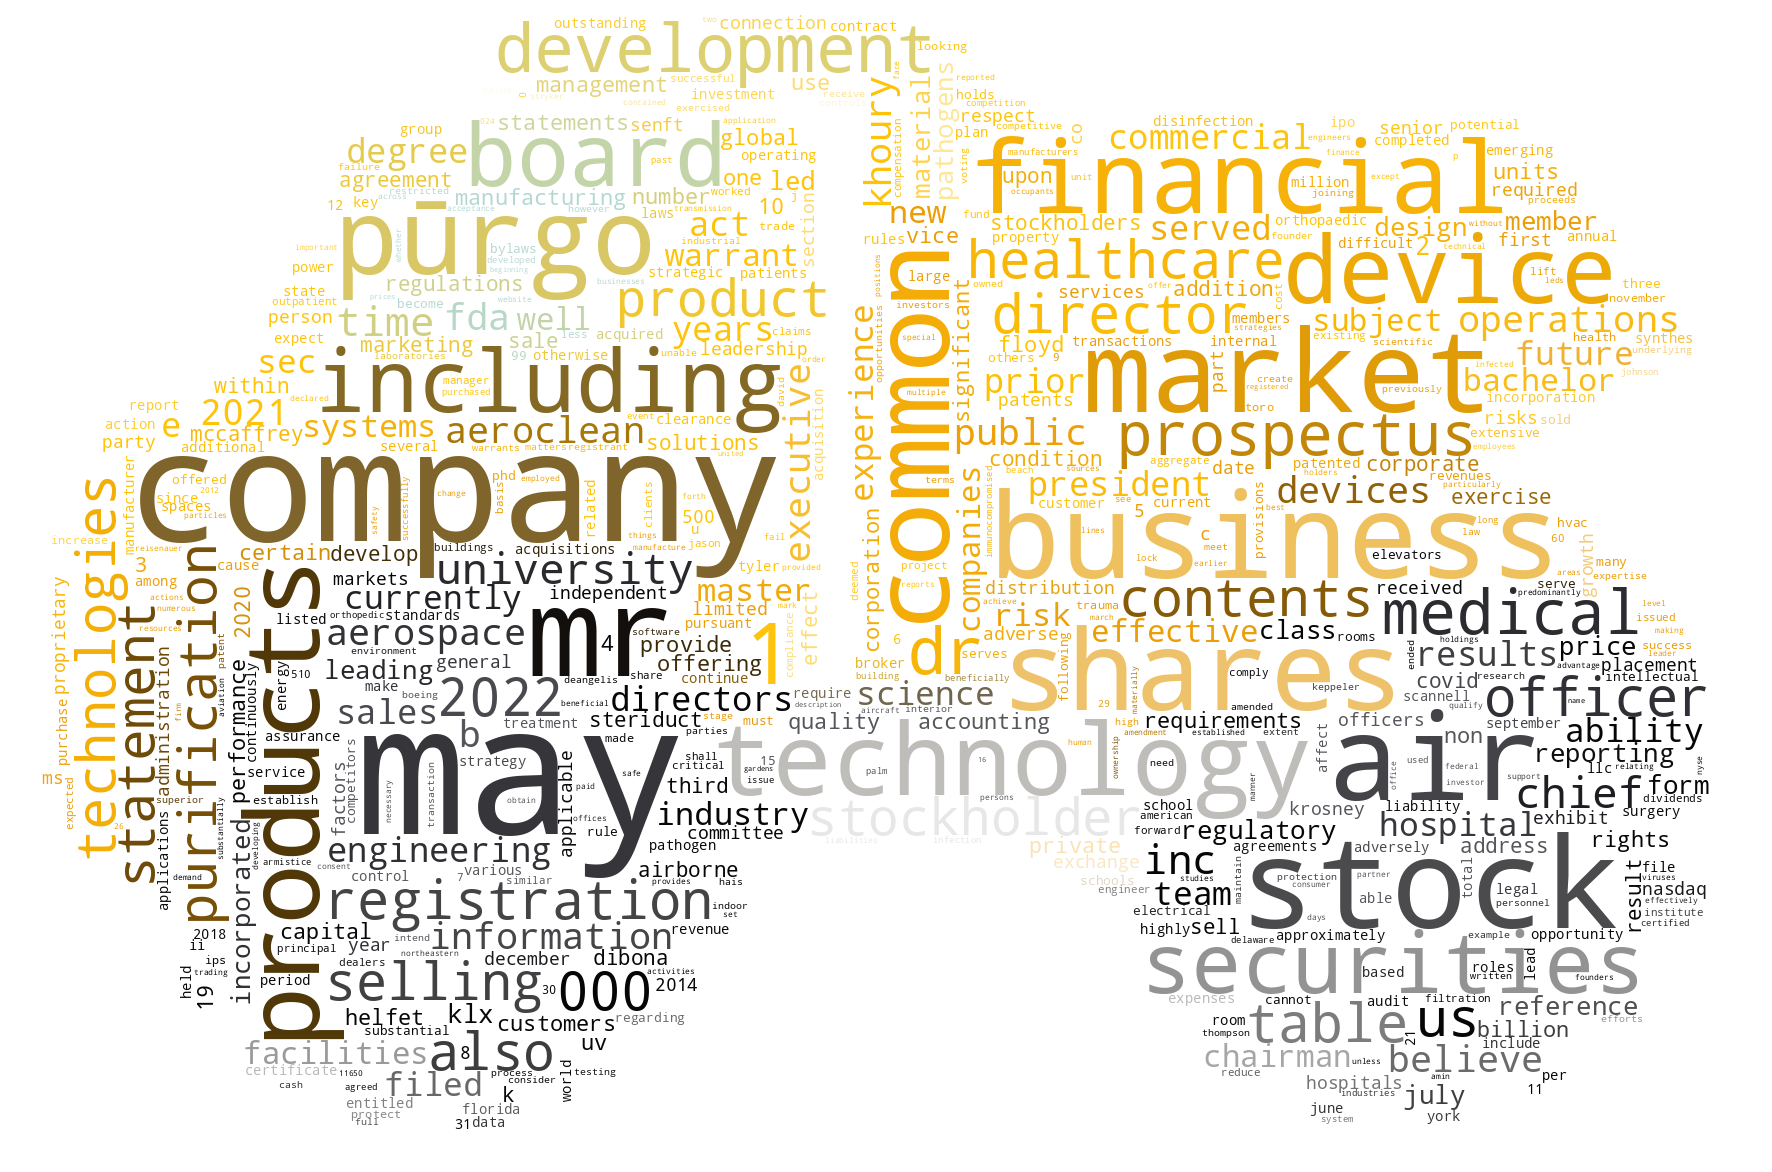 development
outstanding
two
connection
contract
looking
management
successful
use
investment
receive
exercised
contained
reported
holds
competition
face
khoury
compensation
material
pathogens
respect
plan
competitive
co
disinfection
ipo
senior
potential
completed
engineers
finance
p
emerging
commercial
financial
manufacturers
upon
occupants
unit
million
joining
except
units
required
proceeds
group
statements
senft
application
global
operating
degree
board
past
failure
agreement
restricted
across
manufacturing
number
one
led
worked
j
12
key
acceptance
however
laws
transmission
10
trade
act
pūrgo
whether
bylaws
developed
beginning
industrial
warrant
section
important
power
regulations
strategic
patients
state
outpatient
person
prices
become
website
businesses
product
time
fda
well
expect
marketing
sale
less
acquired
years
claims
sec
laboratories
99
otherwise
unable
leadership
order
new
vice
rules
fund
stockholders
property
served
orthopaedic
founder
design
2
difficult
member
without
first
technical
annual
positions
large
healthcare
device
lift
leds
three
november
owned
services
offer
addition
cost
investors
significant
director
members
strategies
subject
operations
opportunities
special
floyd
transactions
internal
existing
scientific
health
synthes
others
9
part
market
future
underlying
infected
johnson
prior
create
registered
previously
bachelor
incorporation
patents
toro
risks
sold
multiple
common
experience
public
prospectus
extensive
employees
within
manager
purchased
including
david
executive
acquisition
declared
report
2021
action
e
mccaffrey
systems
aeroclean
event
clearance
party
additional
several
warrants
matters
registrant
solutions
united
company
manufacturer
offered
since
2012
spaces
particles
change
phd
employed
basis
safety
successfully
related
clients
forth
500
u
things
jason
fail
manufacture
condition
beach
sources
aggregate
date
holders
patented
corporate
revenues
particularly
president
devices
exercise
terms
customer
see
current
5
provisions
best
immunocompromised
companies
business
lines
long
law
hvac
60
c
meet
earlier
lock
elevators
areas
many
expertise
growth
corporation
deemed
project
reports
achieve
distribution
contents
received
serve
predominantly
medical
level
issued
making
success
leader
increase
technologies
reisenauer
certain
develop
buildings
acquisitions
tyler
provided
cause
university
3
among
markets
independent
master
mark
actions
numerous
resources
2020
listed
currently
orthopedic
standards
limited
pursuant
compliance
effect
proprietary
purchase
statement
purification
products
patent
aviation
firm
administration
energy
510
aerospace
environment
mr
4
software
provide
1
leading
general
offering
continue
make
boeing
deangelis
share
trauma
march
risk
6
adverse
dr
effective
class
rooms
holdings
ended
results
price
placement
advantage
research
intellectual
broker
serves
building
beneficially
following
shares
materially
comply
keppeler
covid
scannell
qualify
name
officer
continuously
performance
incorporated
sales
2022
beneficial
directors
require
description
science
aircraft
interior
29
amended
high
amendment
requirements
established
extent
officers
september
non
ability
ms
superior
assurance
service
establish
b
treatment
steriduct
stage
must
parties
quality
accounting
made
strategy
factors
competitors
may
shall
critical
15
gardens
issue
technology
palm
16
human
ownership
need
manner
affect
office
used
federal
investor
support
reporting
llc
relating
nyse
air
expected
26
applications
substantially
developing
necessary
transaction
obtain
paid
safe
third
applicable
industry
offices
rule
committee
persons
stockholder
liabilities
infection
private
exchange
school
american
forward
krosney
liability
chief
form
dividends
exhibit
surgery
regulatory
hospital
rights
armistice
consent
engineering
pathogen
demand
control
7
various
similar
airborne
provides
hais
schools
engineer
inc
agreements
adversely
address
studies
team
maintain
protection
partner
consumer
able
total
legal
personnel
file
viruses
effectively
nasdaq
institute
certified
result
registration
indoor
set
electrical
highly
sell
days
stock
2018
ii
capital
principal
year
intend
information
revenue
northeastern
delaware
approximately
example
opportunity
ips
trading
held
19
period
dealers
december
dibona
activities
securities
based
roles
written
lead
founders
selling
30
000
2014
expenses
cannot
audit
filtration
reference
efforts
helfet
klx
substantial
customers
regarding
room
thompson
table
21
us
billion
include
facilities
also
8
uv
chairman
unless
believe
certificate
11650
process
consider
testing
world
reduce
amin
per
cash
agreed
filed
k
hospitals
industries
july
11
entitled
protect
full
florida
31
data
june
system
york